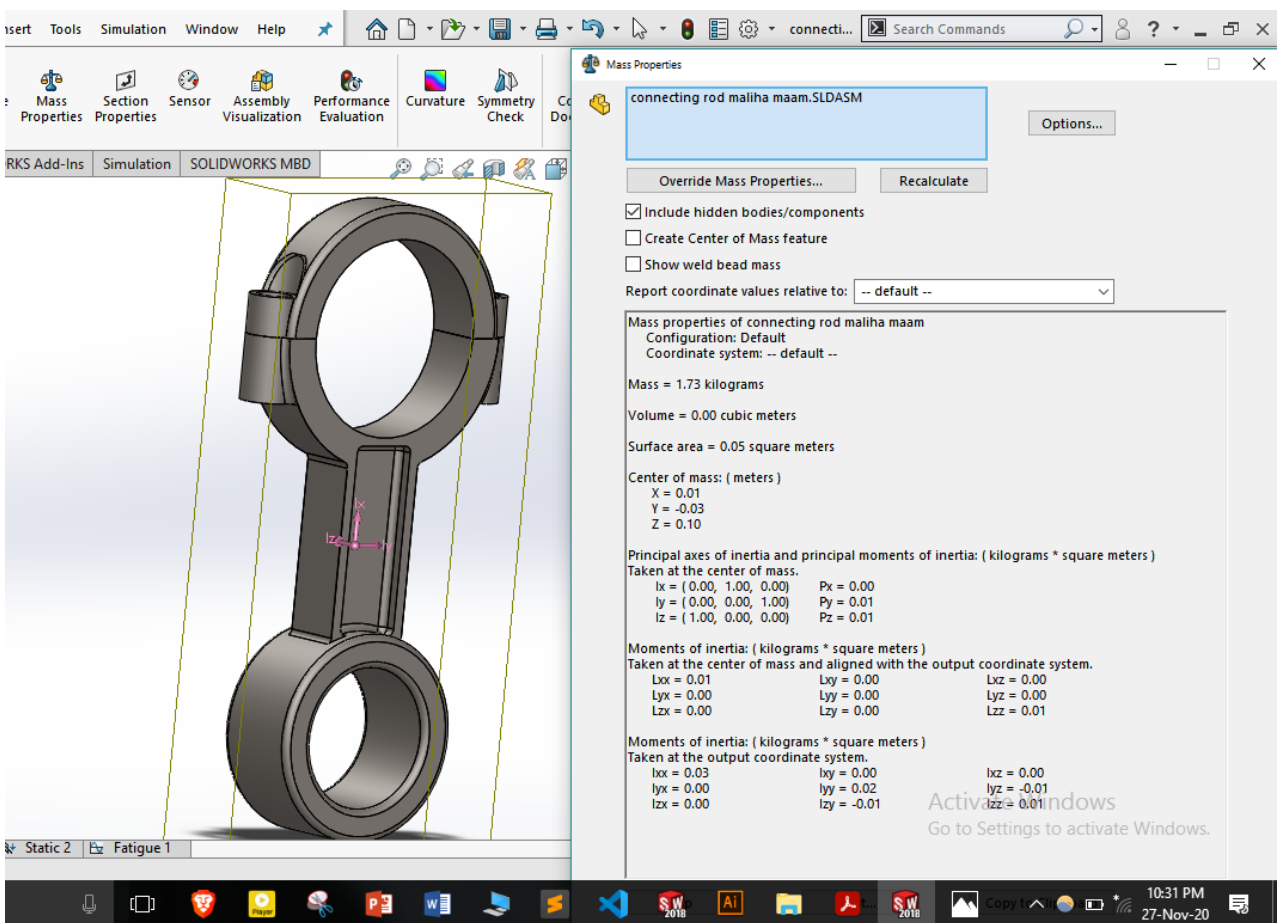 nsert Tools Simulation Window Help connecti... Search Commands ?
Mass Properties
Mass Properties
Section Properties
Sensor
Assembly Visualization
Performance Evaluation
Curvature
Symmetry Check
RKS Add-Ins Simulation SOLIDWORKS MBD
connecting rod maliha maam.SLDASM
Options...
Override Mass Properties... Recalculate
Include hidden bodies/components
Create Center of Mass feature
Show weld bead mass
Report coordinate values relative to: -- default --
Mass properties of connecting rod maliha maam
Configuration: Default
Coordinate system: -- default --
Mass = 1.73 kilograms
Volume = 0.00 cubic meters
Surface area = 0.05 square meters
Center of mass: ( meters )
X = 0.01
Y = -0.03
Z = 0.10
Principal axes of inertia and principal moments of inertia: ( kilograms * square meters )
Taken at the center of mass.
Ix = ( 0.00, 1.00, 0.00) Px = 0.00
Iy = ( 0.00, 0.00, 1.00) Py = 0.01
Iz = ( 1.00, 0.00, 0.00) Pz = 0.01
Moments of inertia: ( kilograms * square meters )
Taken at the center of mass and aligned with the output coordinate system.
Lxx = 0.01 Lxy = 0.00 Lxz = 0.00
Lyx = 0.00 Lyy = 0.00 Lyz = 0.00
Lzx = 0.00 Lzy = 0.00 Lzz = 0.01
Moments of inertia: ( kilograms * square meters )
Taken at the output coordinate system.
Ixx = 0.03 Ixy = 0.00 Ixz = 0.00
Iyx = 0.00 Iyy = 0.02 Iyz = -0.01
Izx = 0.00 Izy = -0.01 Izz = 0.01
Activate Windows
Go to Settings to activate Windows.
Ix
Iz
Iy
Static 2 Fatigue 1
Player
SW 2018
Ai
SW 2018
10:31 PM
27-Nov-20